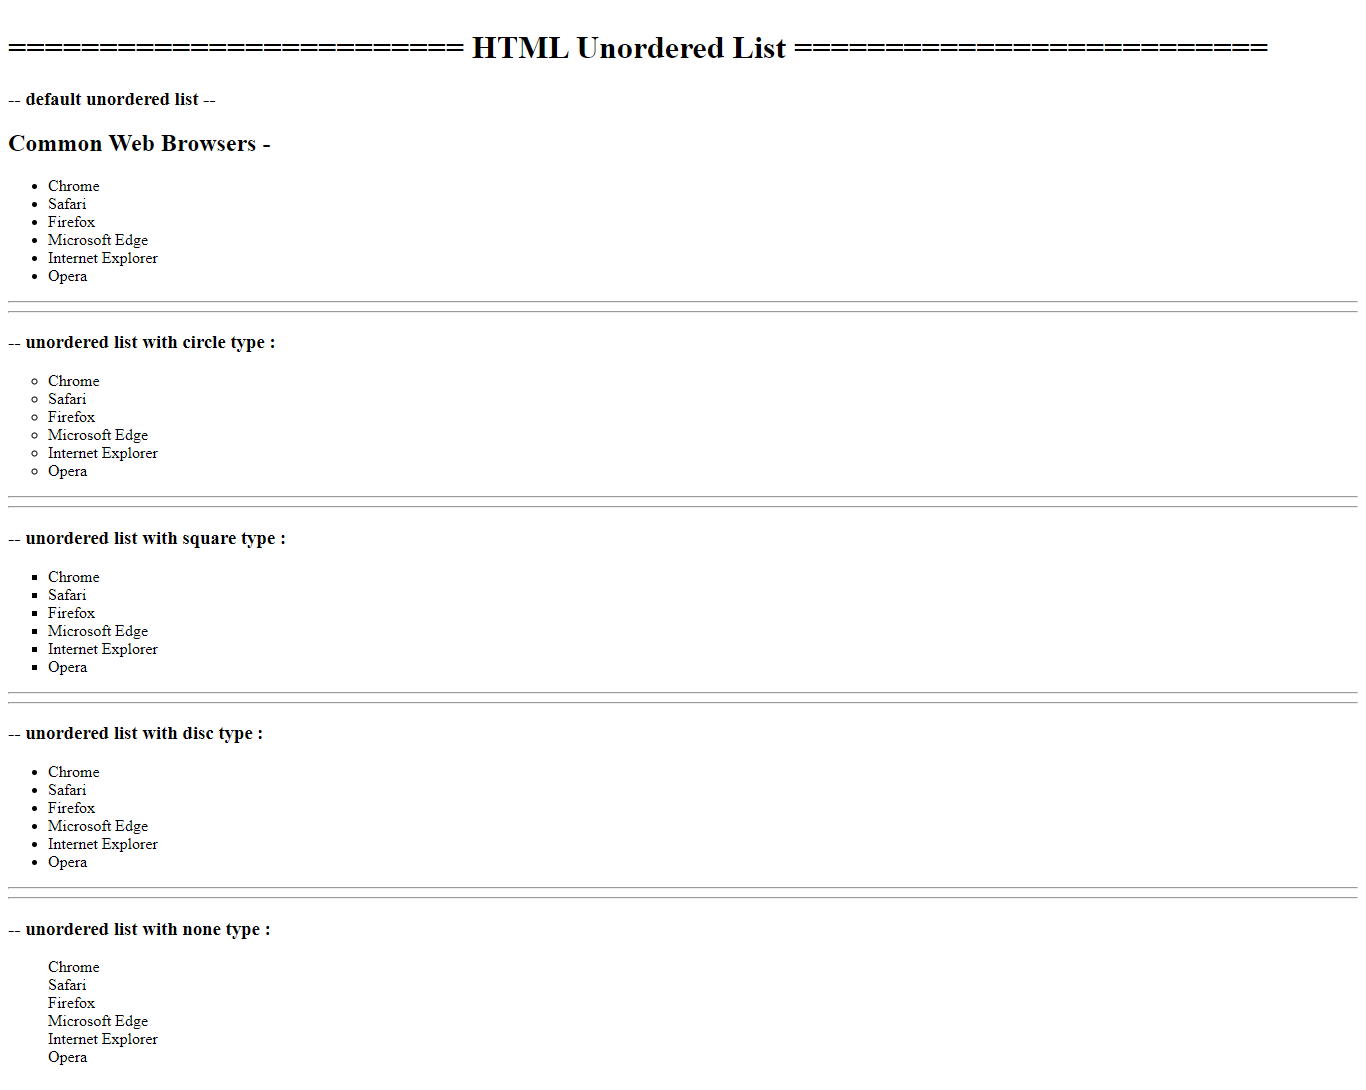 ========================= HTML Unordered List ==========================
-- default unordered list --
Common Web Browsers -
Chrome
Safari
Firefox
Microsoft Edge
Internet Explorer
Opera
-- unordered list with circle type :
Chrome
Safari
Firefox
Microsoft Edge
Internet Explorer
Opera
-- unordered list with square type :
Chrome
Safari
Firefox
Microsoft Edge
Internet Explorer
Opera
-- unordered list with disc type :
Chrome
Safari
Firefox
Microsoft Edge
Internet Explorer
Opera
-- unordered list with none type :
Chrome
Safari
Firefox
Microsoft Edge
Internet Explorer
Opera